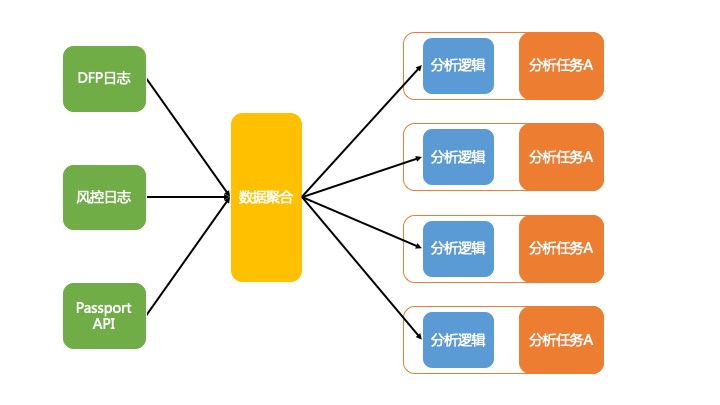 DFP日志
风控日志
Passport
API
数据聚合
分析逻辑
分析任务A
分析逻辑
分析任务A
分析逻辑
分析任务A
分析逻辑
分析任务A